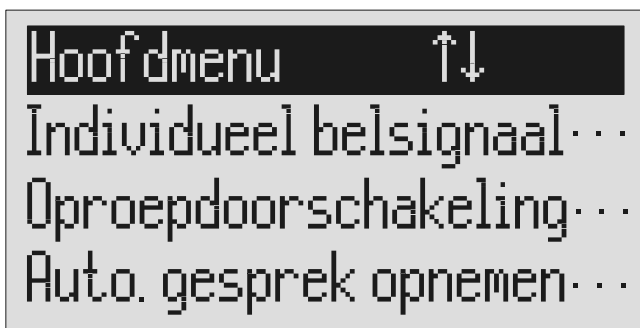 Hoofdmenu ↑↓
Individueel belsignaal···
Oproepdoorschakeling···
Auto. gesprek opnemen···